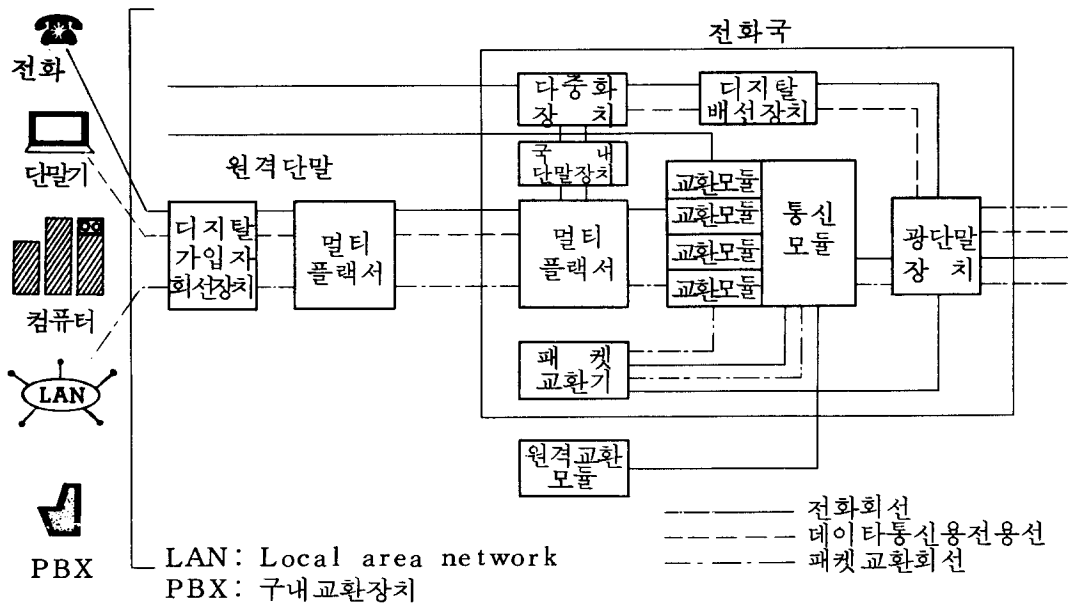 전화국
전화
다중화
장 치
디지탈
배선장치
단말기
원격단말
국 내
단말장치
교환모듈
교환모듈
교환모듈
교환모듈
통신
모듈
디지탈
가입자
회선장치
멀티
플랙서
멀티
플랙서
광단말
장 치
컴퓨터
패 켓
교환기
LAN
원격교환
모듈
PBX
전화회선
데이타통신용전용선
패켓교환회선
LAN: Local area network
PBX: 구내교환장치